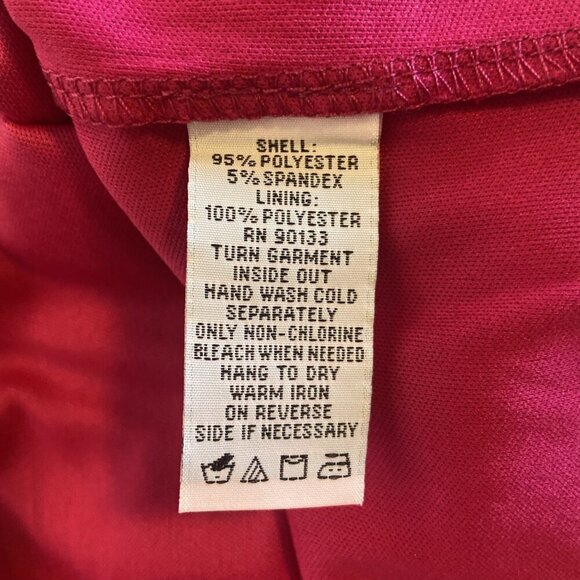 SHELL:
95% POLYESTER
5% SPANDEX
LINING:
100% POLYESTER
RN 90133
TURN GARMENT
INSIDE OUT
HAND WASH COLD
SEPARATELY
ONLY NON-CHLORINE
BLEACH WHEN NEEDED
HANG TO DRY
WARM IRON
ON REVERSE
SIDE IF NECESSARY